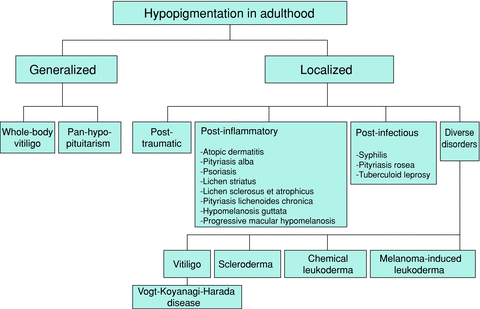 Hypopigmentation in adulthood
Generalized
Localized
Whole-body
vitiligo
Pan-hypo-
pituitarism
Post-
traumatic
Post-inflammatory
-Atopic dermatitis
-Pityriasis alba
-Psoriasis
-Lichen striatus
-Lichen sclerosus et atrophicus
-Pityriasis lichenoides chronica
-Hypomelanosis guttata
-Progressive macular hypomelanosis
Post-infectious
-Syphilis
-Pityriasis rosea
-Tuberculoid leprosy
Diverse
disorders
Vitiligo
Scleroderma
Chemical
leukoderma
Melanoma-induced
leukoderma
Vogt-Koyanagi-Harada
disease